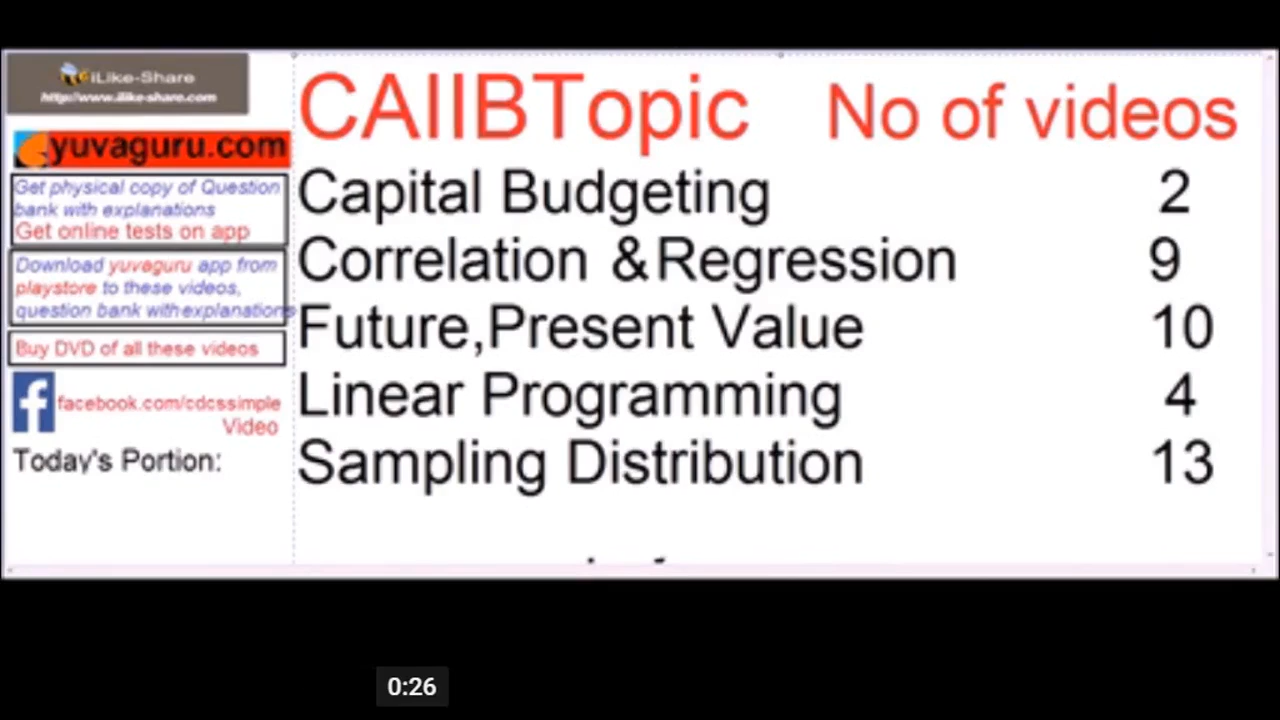 iLike-Share
http://www.ilike-share.com
yuvaguru.com
Get physical copy of Question
bank with explanations
Get online tests on app
Download yuvaguru app from
playstore to these videos,
question bank withexplanations
Buy DVD of all these videos
facebook.com/cdcssimple
Video
Today's Portion:
CAIIBTopic No of videos
Capital Budgeting 2
Correlation &Regression 9
Future,Present Value 10
Linear Programming 4
Sampling Distribution 13
0:26